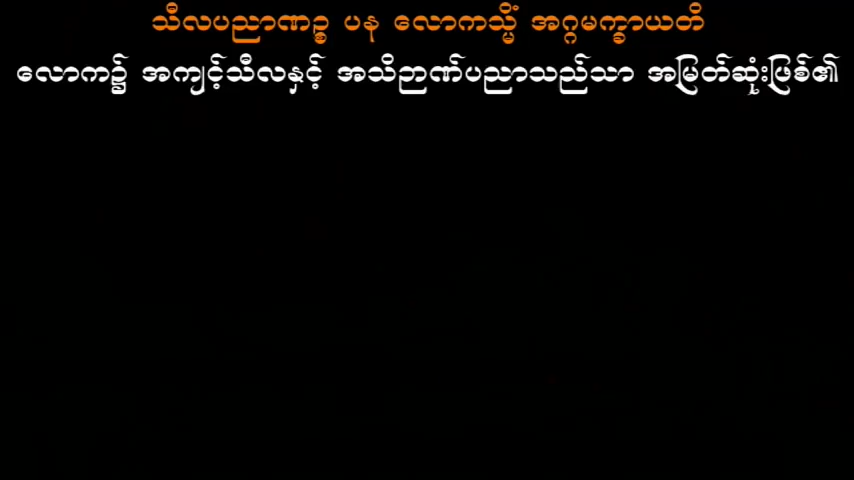 သီလပညာဏဉ္စ ပန လောကသ္မိံ အဂ္ဂမက္ခာယတိ
လောက၌ အကျင့်သီလနှင့် အသိဉာဏ်ပညာသည်သာ အမြတ်ဆုံးဖြစ်၏